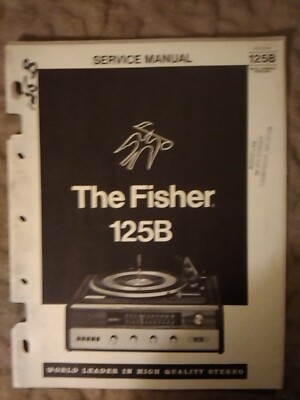 SERVICE MANUAL
125B
The Fisher
125B
WORLD LEADER IN HIGH QUALITY STEREO